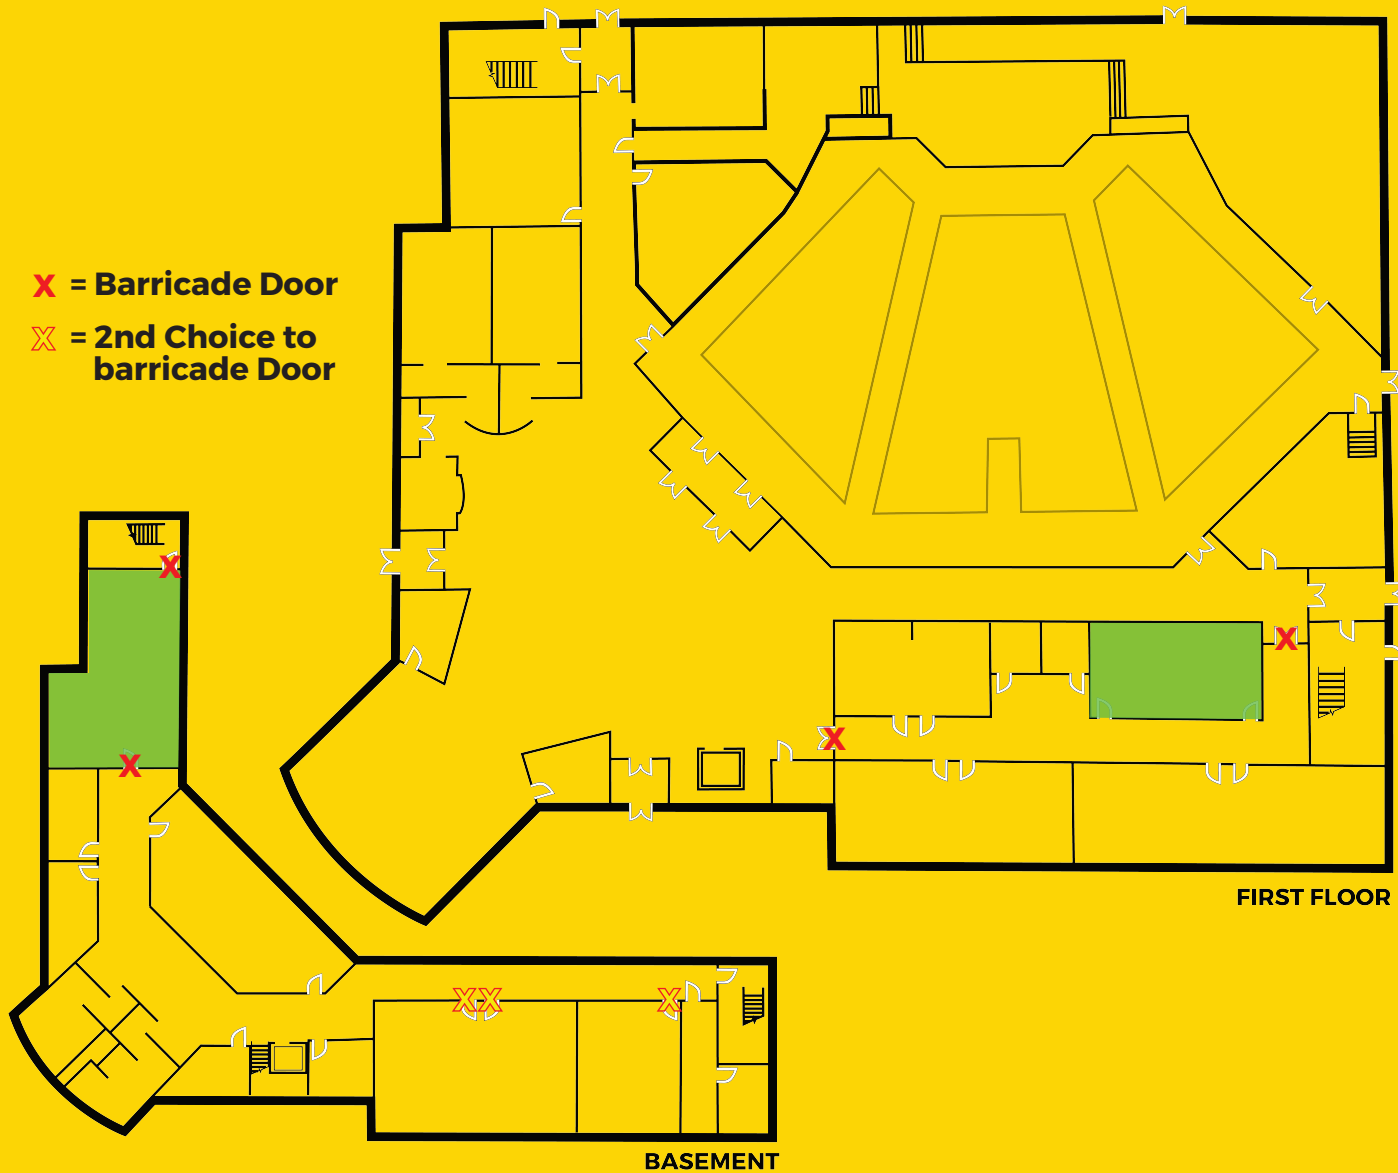 X = Barricade Door
X = 2nd Choice to
barricade Door
X
X
X
X
FIRST FLOOR
X X
X
BASEMENT